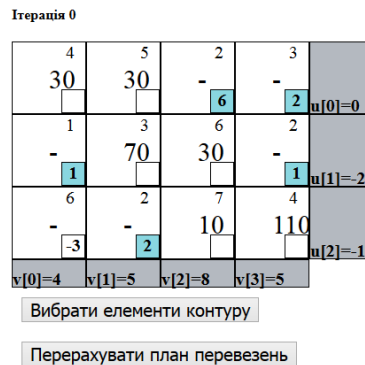 Ітерація 0
4 5 2 3
30 30 - -
6 2 u[0]=0
1 3 6 2
- 70 30 -
1 1 u[1]=-2
6 2 7 4
- - 10 110
-3 2 u[2]=-1
v[0]=4 v[1]=5 v[2]=8 v[3]=5
Вибрати елементи контуру
Перерахувати план перевезень